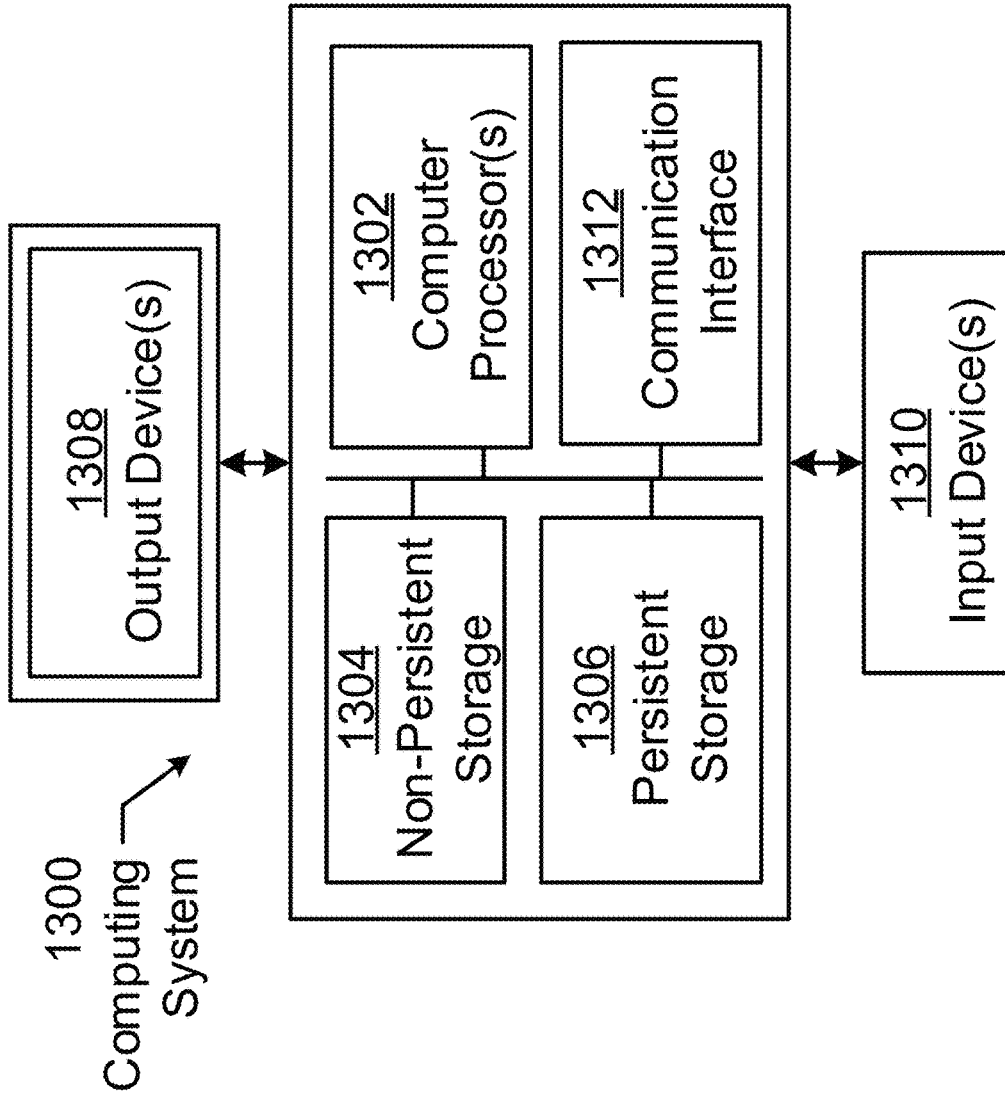 1300
Computing
System
1308
Output Device(s)
1304
Non-Persistent
Storage
1302
Computer
Processor(s)
1306
Persistent
Storage
1312
Communication
Interface
1310
Input Device(s)